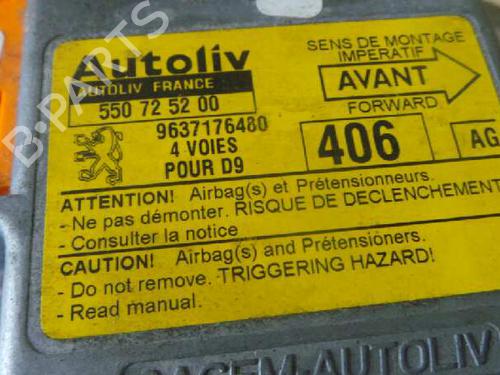 Autoliv
AUTOLIV FRANCE
550 72 52 00
9637176480
4 VOIES
POUR D9
SENS DE MONTAGE
IMPERATIF
AVANT
FORWARD
406
AG
ATTENTION! Airbag(s) et Prétensionneurs.
- Ne pas démonter. RISQUE DE DECLENCHEMENT
- Consulter la notice
CAUTION! Airbag(s) and Prétensioners.
- Do not remove. TRIGGERING HAZARD!
- Read manual.
SAGEM-AUTOLIV
B-PARTS